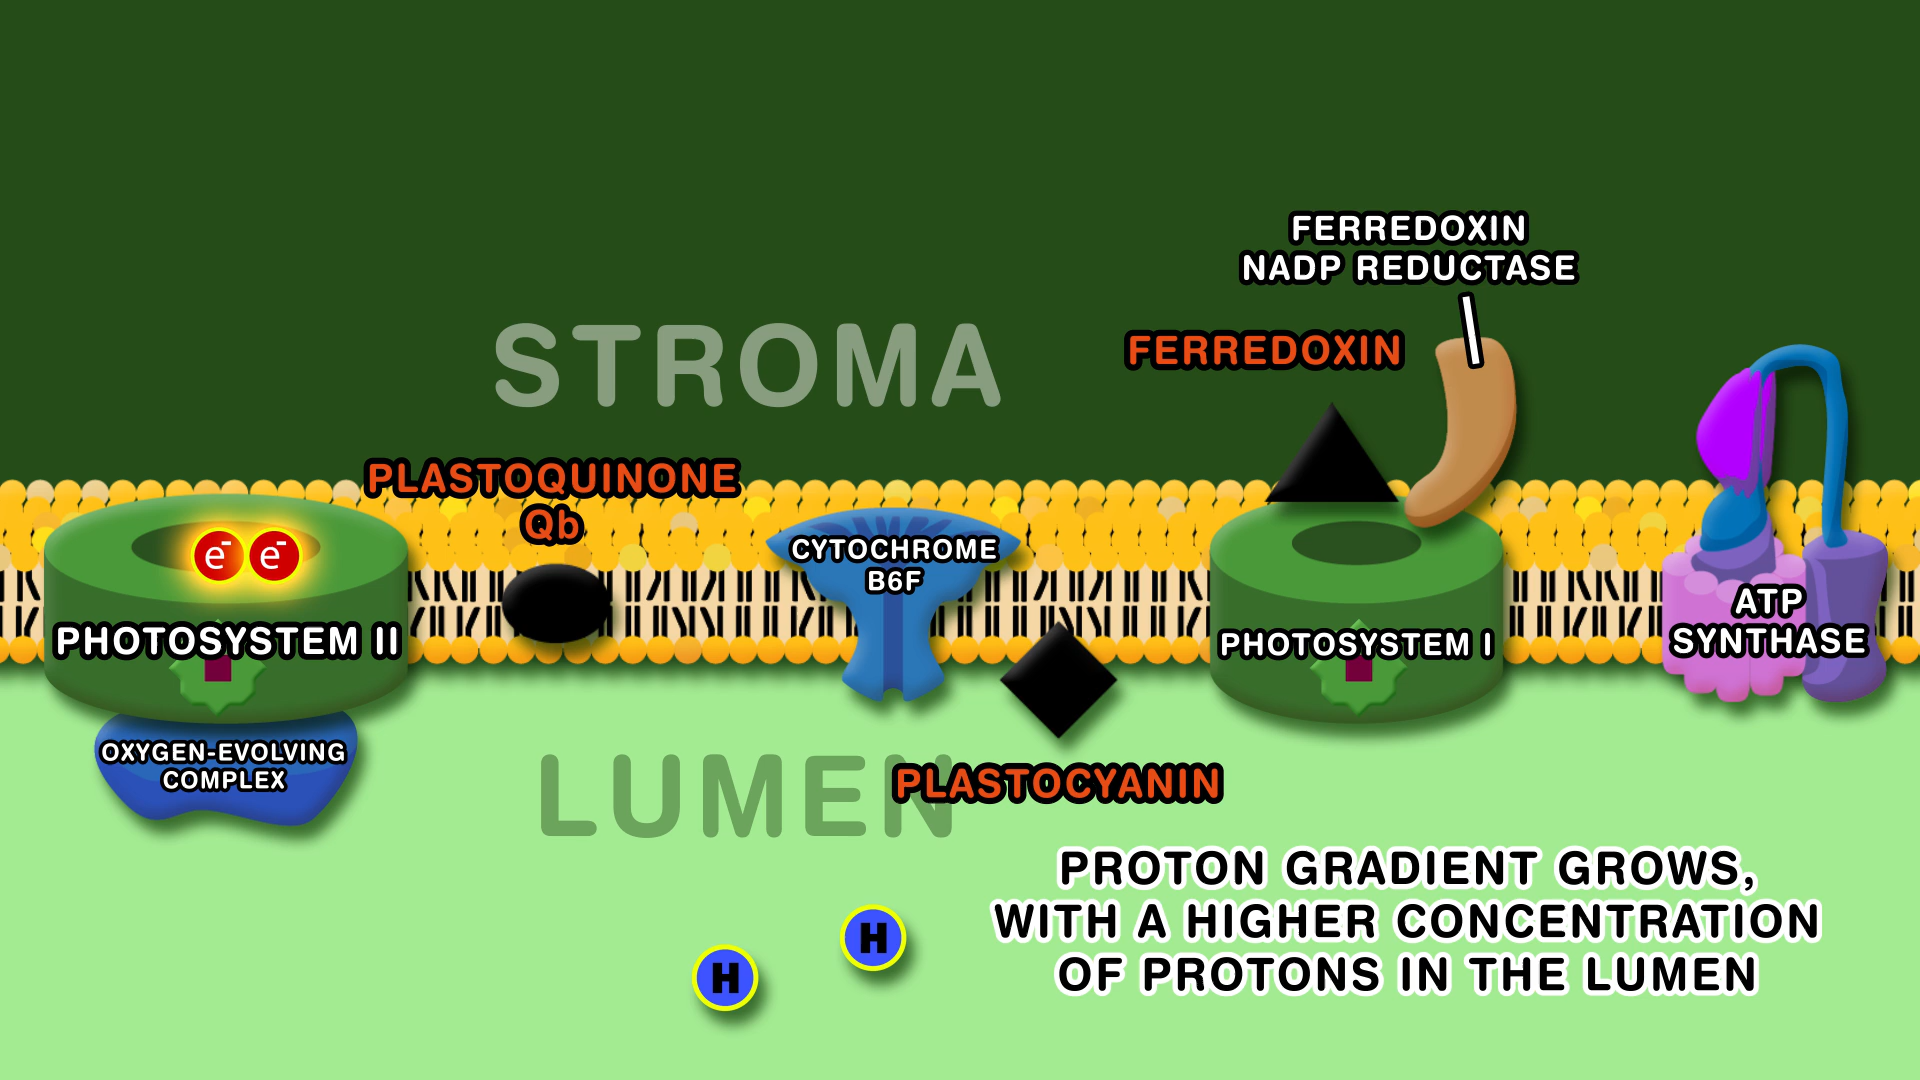 FERREDOXIN
NADP REDUCTASE
STROMA
FERREDOXIN
PLASTOQUINONE
Qb
e-
e-
CYTOCHROME
B6F
PHOTOSYSTEM II
PHOTOSYSTEM I
ATP
SYNTHASE
OXYGEN-EVOLVING
COMPLEX
LUMEN
PLASTOCYANIN
PROTON GRADIENT GROWS,
WITH A HIGHER CONCENTRATION
OF PROTONS IN THE LUMEN
H
H